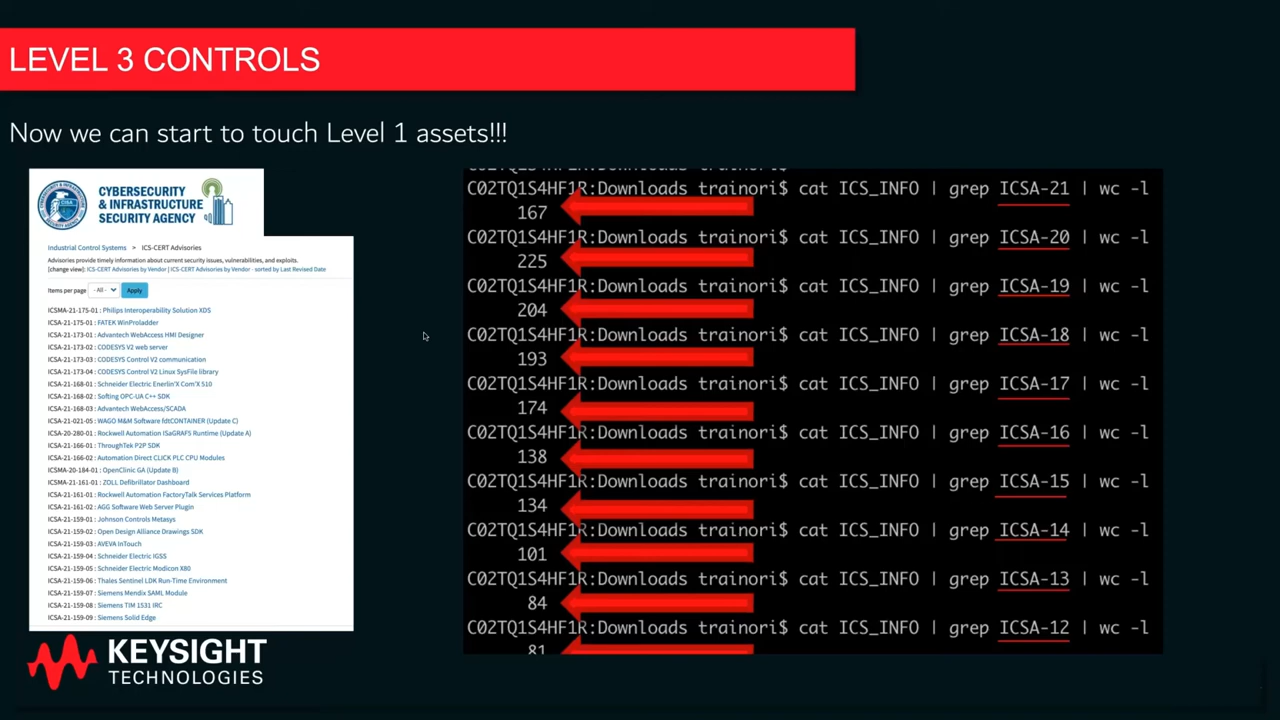 LEVEL 3 CONTROLS
Now we can start to touch Level 1 assets!!!
CYBERSECURITY
& INFRASTRUCTURE
SECURITY AGENCY
Industrial Control Systems > ICS-CERT Advisories
Advisories provide timely information about current security issues, vulnerabilities, and exploits.
[change view]: ICS-CERT Advisories by Vendor | ICS-CERT Advisories by Vendor - sorted by Last Revised Date
Items per page - All - Apply
ICSMA-21-175-01 : Philips Interoperability Solution XDS
ICSA-21-175-01 : FATEK WinProladder
ICSA-21-173-01 : Advantech WebAccess HMI Designer
ICSA-21-173-02 : CODESYS V2 web server
ICSA-21-173-03 : CODESYS Control V2 communication
ICSA-21-173-04 : CODESYS Control V2 Linux SysFile library
ICSA-21-168-01 : Schneider Electric Enerlin'X Com'X 510
ICSA-21-168-02 : Softing OPC-UA C++ SDK
ICSA-21-168-03 : Advantech WebAccess/SCADA
ICSA-21-021-05 : WAGO M&M Software fdtCONTAINER (Update C)
ICSA-20-280-01 : Rockwell Automation ISaGRAF5 Runtime (Update A)
ICSA-21-166-01 : ThroughTek P2P SDK
ICSA-21-166-02 : Automation Direct CLICK PLC CPU Modules
ICSMA-20-184-01 : OpenClinic GA (Update B)
ICSMA-21-161-01 : ZOLL Defibrillator Dashboard
ICSA-21-161-01 : Rockwell Automation FactoryTalk Services Platform
ICSA-21-161-02 : AGG Software Web Server Plugin
ICSA-21-159-01 : Johnson Controls Metasys
ICSA-21-159-02 : Open Design Alliance Drawings SDK
ICSA-21-159-03 : AVEVA InTouch
ICSA-21-159-04 : Schneider Electric IGSS
ICSA-21-159-05 : Schneider Electric Modicon X80
ICSA-21-159-06 : Thales Sentinel LDK Run-Time Environment
ICSA-21-159-07 : Siemens Mendix SAML Module
ICSA-21-159-08 : Siemens TIM 1531 IRC
ICSA-21-159-09 : Siemens Solid Edge
C02TQ1S4HF1R:Downloads trainori$ cat ICS_INFO | grep ICSA-21 | wc -l
167
C02TQ1S4HF1R:Downloads trainori$ cat ICS_INFO | grep ICSA-20 | wc -l
225
C02TQ1S4HF1R:Downloads trainori$ cat ICS_INFO | grep ICSA-19 | wc -l
204
C02TQ1S4HF1R:Downloads trainori$ cat ICS_INFO | grep ICSA-18 | wc -l
193
C02TQ1S4HF1R:Downloads trainori$ cat ICS_INFO | grep ICSA-17 | wc -l
174
C02TQ1S4HF1R:Downloads trainori$ cat ICS_INFO | grep ICSA-16 | wc -l
138
C02TQ1S4HF1R:Downloads trainori$ cat ICS_INFO | grep ICSA-15 | wc -l
134
C02TQ1S4HF1R:Downloads trainori$ cat ICS_INFO | grep ICSA-14 | wc -l
101
C02TQ1S4HF1R:Downloads trainori$ cat ICS_INFO | grep ICSA-13 | wc -l
84
C02TQ1S4HF1R:Downloads trainori$ cat ICS_INFO | grep ICSA-12 | wc -l
81
KEYSIGHT
TECHNOLOGIES